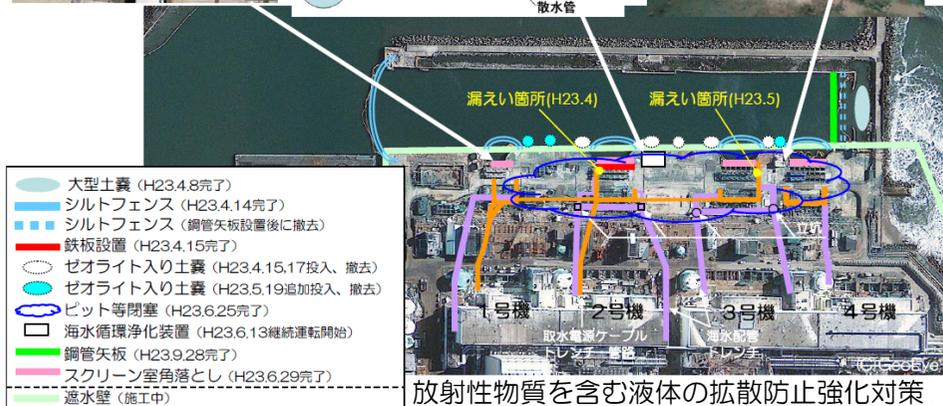 散水管
漏えい箇所(H23.4)
漏えい箇所(H23.5)
大型土嚢 (H23.4.8完了)
シルトフェンス (H23.4.14完了)
シルトフェンス (鋼管矢板設置後に撤去)
鉄板設置 (H23.4.15完了)
ゼオライト入り土嚢 (H23.4.15,17投入、撤去)
ゼオライト入り土嚢 (H23.5.19追加投入、撤去)
ピット等閉塞 (H23.6.25完了)
海水循環浄化装置 (H23.6.13継続運転開始)
鋼管矢板 (H23.9.28完了)
スクリーン室角落とし (H23.6.29完了)
遮水壁 (施工中)
立坑
1号機
2号機
3号機
4号機
取水電源ケーブル
トレンチ 管路
海水配管
トレンチ
(C)GeoEye
放射性物質を含む液体の拡散防止強化対策